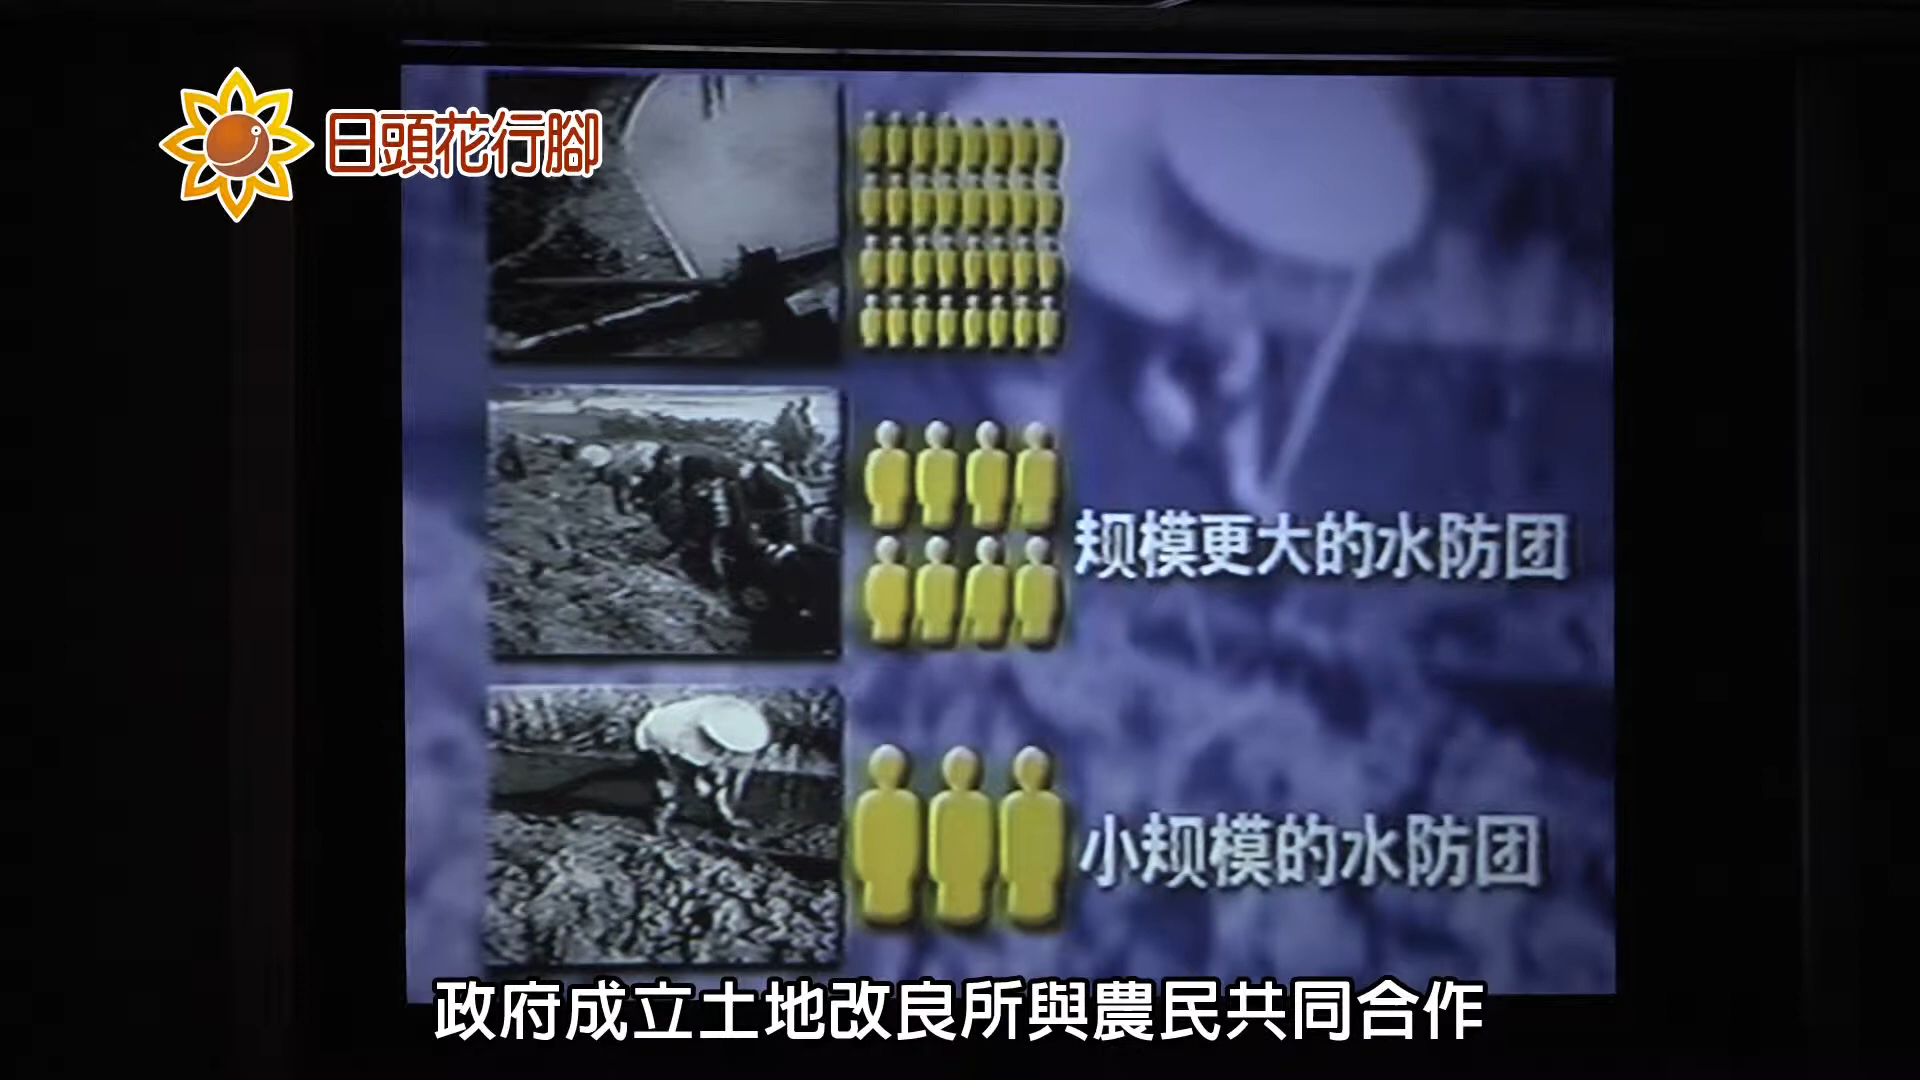 日頭花行腳
规模更大的水防团
小规模的水防团
政府成立土地改良所與農民共同合作